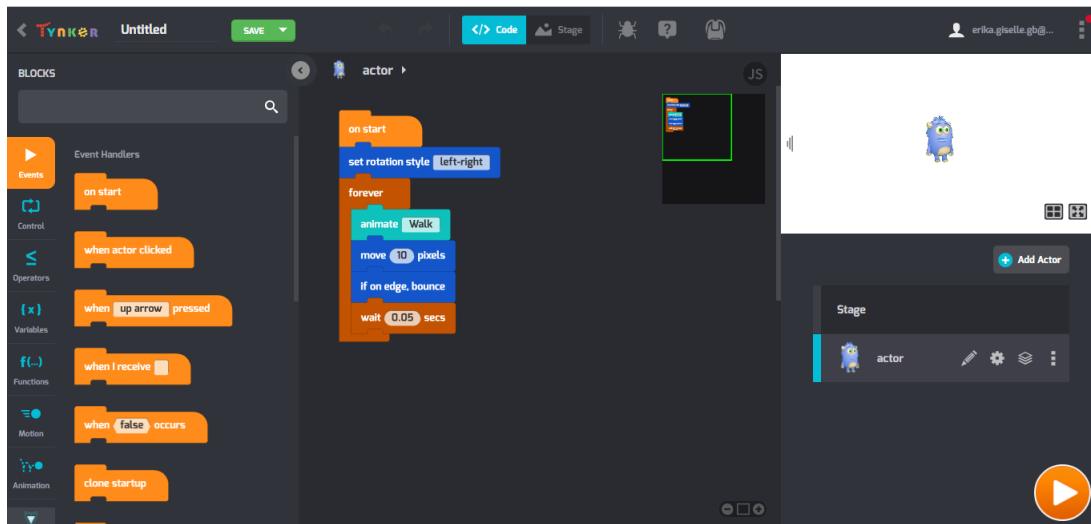 TYNKER
Untitled
SAVE
</> Code
Stage
?
erika.giselle.gb@...
BLOCKS
actor
JS
Events
Control
Operators
{ x }
Variables
f(...)
Functions
Motion
Animation
Event Handlers
on start
when actor clicked
when up arrow pressed
when I receive
when false occurs
clone startup
on start
set rotation style left-right
forever
animate Walk
move 10 pixels
if on edge, bounce
wait 0.05 secs
Add Actor
Stage
actor